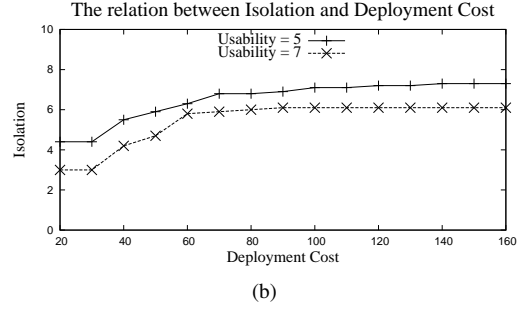 The relation between Isolation and Deployment Cost
10
8
6
4
2
0
Isolation
Usability = 5
Usability = 7
20 40 60 80 100 120 140 160
Deployment Cost
(b)